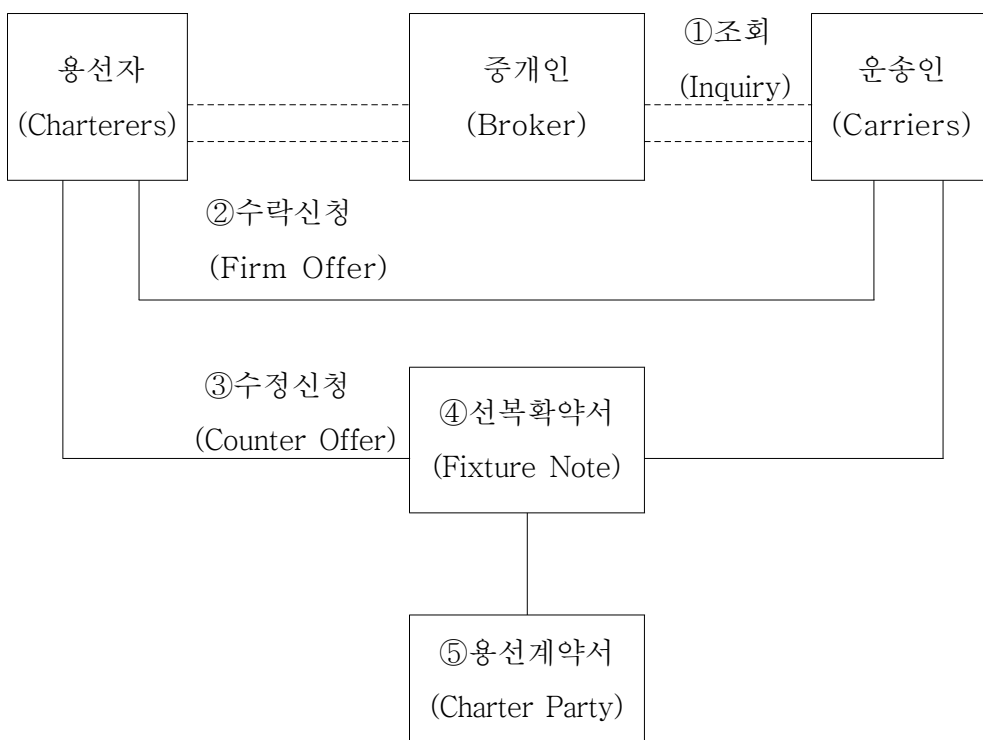 ①조회
(Inquiry)
용선자
(Charterers)
중개인
(Broker)
운송인
(Carriers)
②수락신청
(Firm Offer)
③수정신청
(Counter Offer)
④선복확약서
(Fixture Note)
⑤용선계약서
(Charter Party)